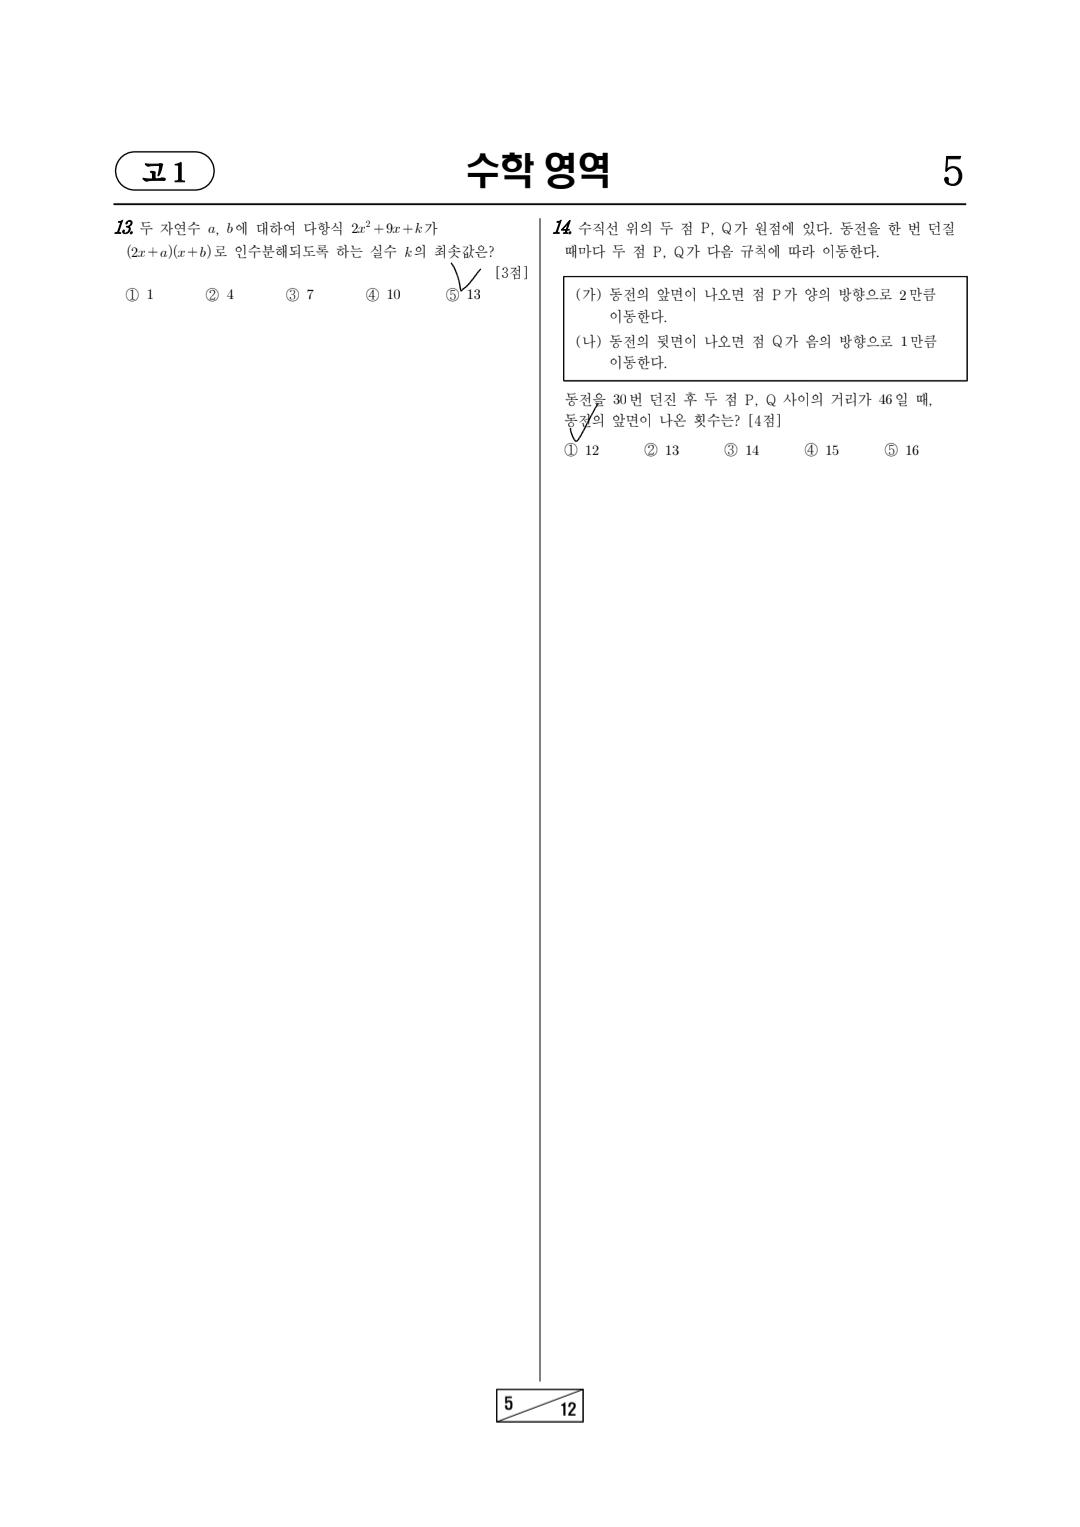 고 1
수학 영역
5
13. 두 자연수 a, b에 대하여 다항식 2x²+9x+k가
(2x+a)(x+b)로 인수분해되도록 하는 실수 k의 최솟값은?
[3점]
① 1 ② 4 ③ 7 ④ 10 ⑤ 13
14. 수직선 위의 두 점 P, Q가 원점에 있다. 동전을 한 번 던질
때마다 두 점 P, Q가 다음 규칙에 따라 이동한다.
(가) 동전의 앞면이 나오면 점 P가 양의 방향으로 2만큼
이동한다.
(나) 동전의 뒷면이 나오면 점 Q가 음의 방향으로 1만큼
이동한다.
동전을 30번 던진 후 두 점 P, Q 사이의 거리가 46일 때,
동전의 앞면이 나온 횟수는? [4점]
① 12 ② 13 ③ 14 ④ 15 ⑤ 16
5
12